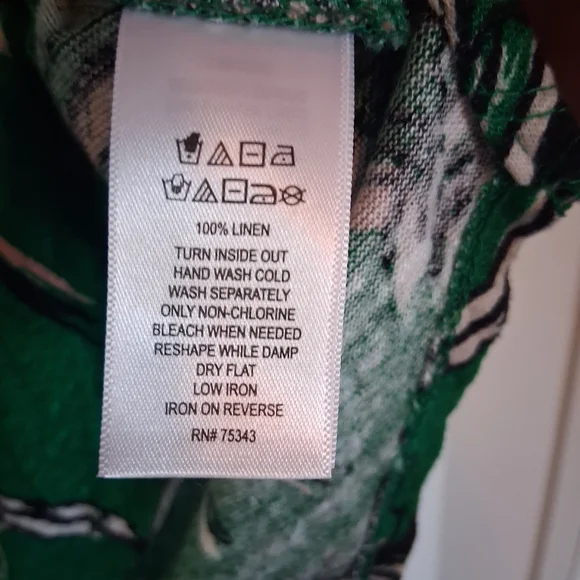 100% LINEN
TURN INSIDE OUT
HAND WASH COLD
WASH SEPARATELY
ONLY NON-CHLORINE
BLEACH WHEN NEEDED
RESHAPE WHILE DAMP
DRY FLAT
LOW IRON
IRON ON REVERSE
RN# 75343